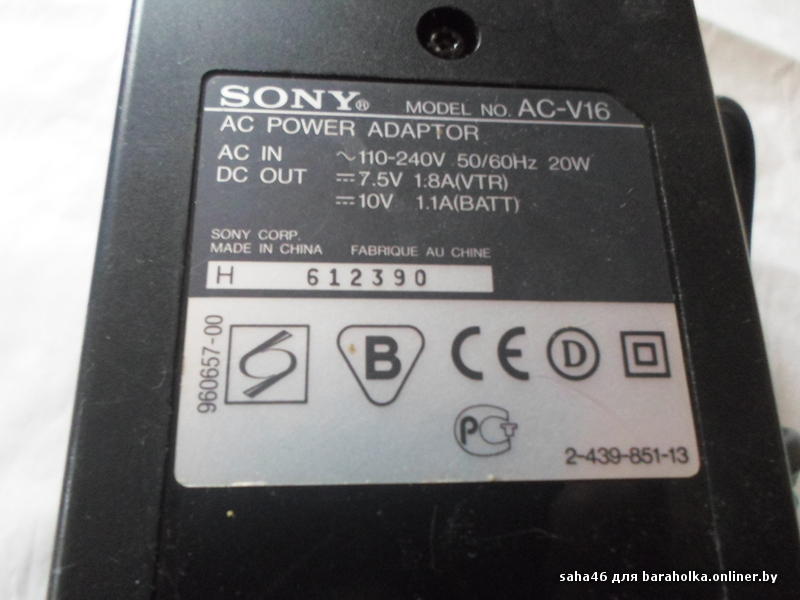 SONY® MODEL NO. AC-V16
AC POWER ADAPTOR
AC IN ~110-240V 50/60Hz 20W
DC OUT ⎓7.5V 1.8A(VTR)
⎓10V 1.1A(BATT)
SONY CORP.
MADE IN CHINA FABRIQUE AU CHINE
H 612390
960657-00
B CE D
PCT
2-439-851-13
saha46 для baraholka.onliner.by